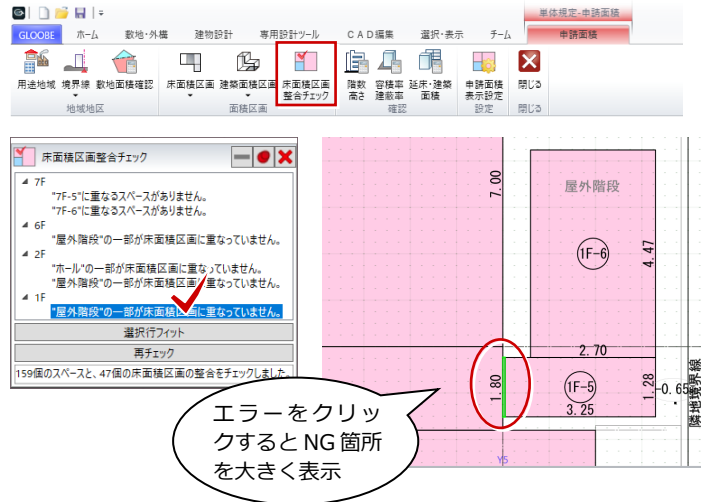 単体規定-申請面積
GLOOBE ホーム 敷地・外構 建物設計 専用設計ツール CAD編集 選択・表示 チーム 申請面積
用途地域 境界線 敷地面積確認 床面積区画 建築面積区画 床面積区画 整合チェック 階数 高さ 容積率 建蔽率 延床・建築 面積 申請面積 表示設定 閉じる
地域地区 面積区画 確認 設定 閉じる
床面積区画整合チェック
7F
"7F-5"に重なるスペースがありません。
"7F-6"に重なるスペースがありません。
6F
"屋外階段"の一部が床面積区画に重なっていません。
2F
"ホール"の一部が床面積区画に重なっていません。
"屋外階段"の一部が床面積区画に重なっていません。
1F
"屋外階段"の一部が床面積区画に重なっていません。
選択行フィット
再チェック
159個のスペースと、47個の床面積区画の整合をチェックしました。
7.00
屋外階段
1F-6
4.47
2.70
1.80
1F-5
1.28
3.25
0.65
隣地境界線
Y5
エラーをクリッ
クするとNG箇所
を大きく表示